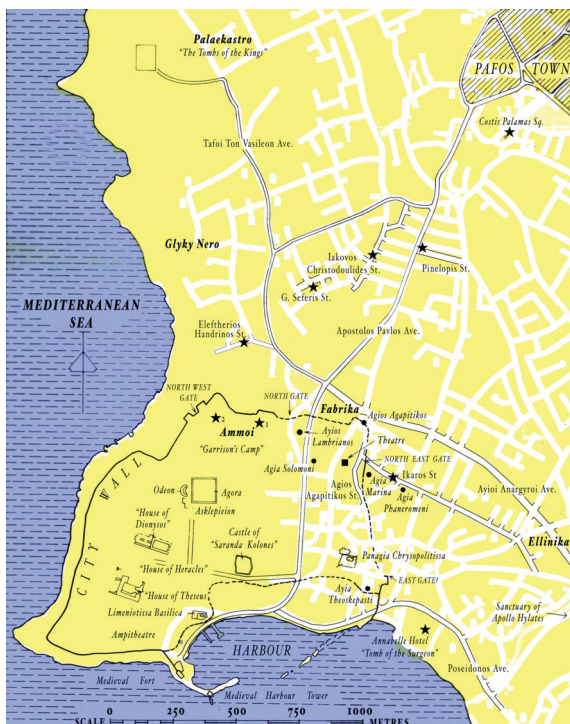 Palaekastro
"The Tombs of the Kings"
PAFOS TOWN
Costis Palamas Sq.
Tafoi Ton Vasileon Ave.
Glyky Nero
Iakovos
Christodoulides St.
Pinelopis St.
G. Seferis St.
MEDITERRANEAN
SEA
Eleftherios
Handrinos St.
Apostolos Pavlos Ave.
NORTH WEST
GATE
NORTH GATE
Fabrika
Agios Agapitikos
2
1
Ammoi
"Garrison's Camp"
Ayios
Lambrianos
Theatre
Agia Solomoni
NORTH EAST GATE
CITY WALL
Odeon
Agora
Asklepieion
Agios
Agapitikos St.
Agia
Marina
Ikaros St
Agia
Phaneromeni
Ayioi Anargyroi Ave.
"House of
Dionysos"
Castle of
"Saranda Kolones"
Ellinika
"House of Heracles"
Panagia Chrysopolitissa
"House of Theseus"
EAST GATE?
Limeniotissa Basilica
Ayia
Theoskepasti
Sanctuary of
Apollo Hylates
Ampitheatre
HARBOUR
Annabelle Hotel
"Tomb of the Surgeon"
Poseidonos Ave.
Medieval Fort
Medieval Harbour Tower
SCALE 0 250 500 750 1000 METRES